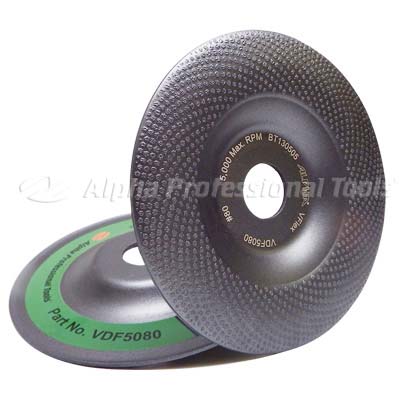 #80 5,000 Max. RPM BT130505
ALPHA® VFlex VDF5080
Alpha Professional Tools®
Alpha Professional Tools
Part No. VDF5080